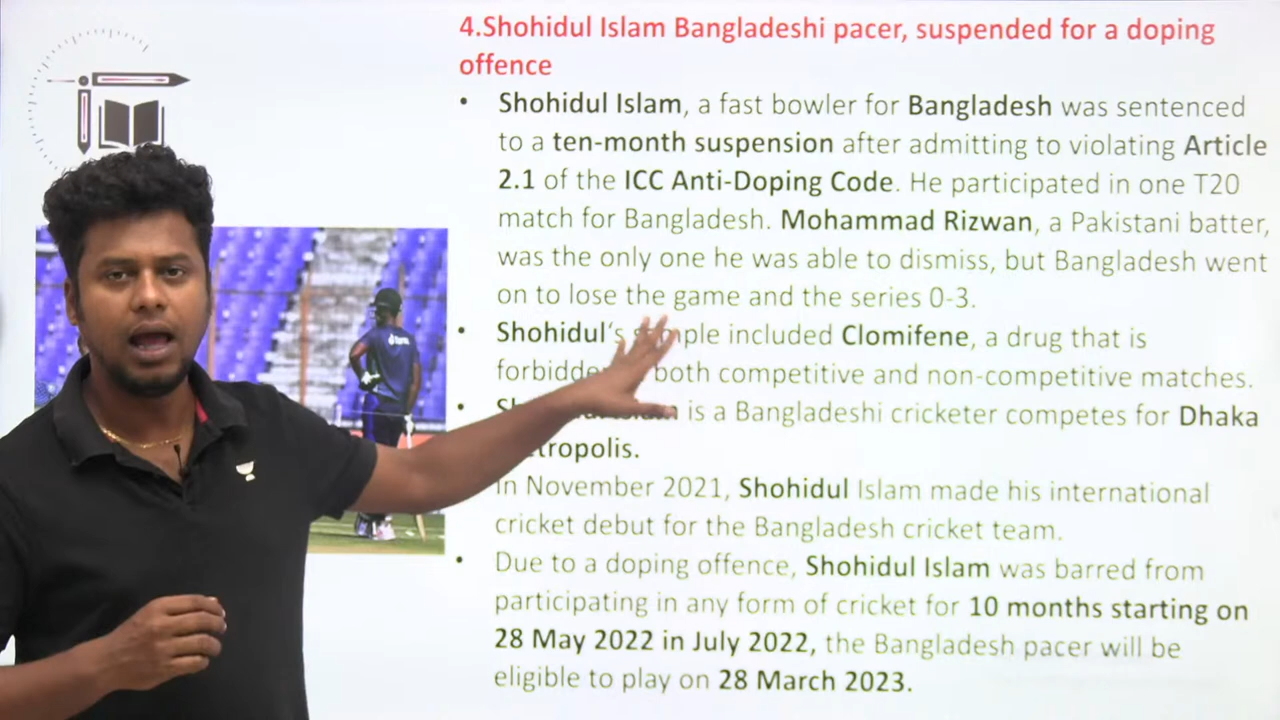 4.Shohidul Islam Bangladeshi pacer, suspended for a doping
offence
• Shohidul Islam, a fast bowler for Bangladesh was sentenced
to a ten-month suspension after admitting to violating Article
2.1 of the ICC Anti-Doping Code. He participated in one T20
match for Bangladesh. Mohammad Rizwan, a Pakistani batter,
was the only one he was able to dismiss, but Bangladesh went
on to lose the game and the series 0-3.
• Shohidul's included Clomifene, a drug that is
both competitive and non-competitive matches.
• is a Bangladeshi cricketer competes for Dhaka
In November 2021, Shohidul Islam made his international
cricket debut for the Bangladesh cricket team.
• Due to a doping offence, Shohidul Islam was barred from
participating in any form of cricket for 10 months starting on
28 May 2022 in July 2022, the Bangladesh pacer will be
eligible to play on 28 March 2023.